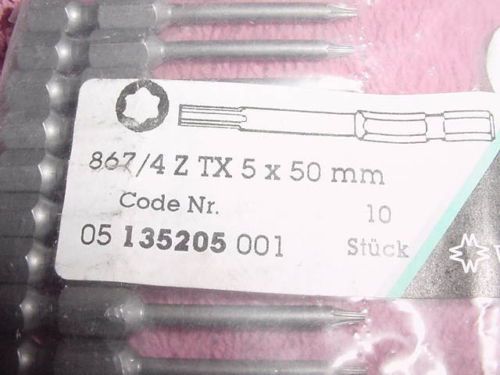 867/4 Z TX 5 x 50 mm
Code Nr. 10
05 135205 001 Stück